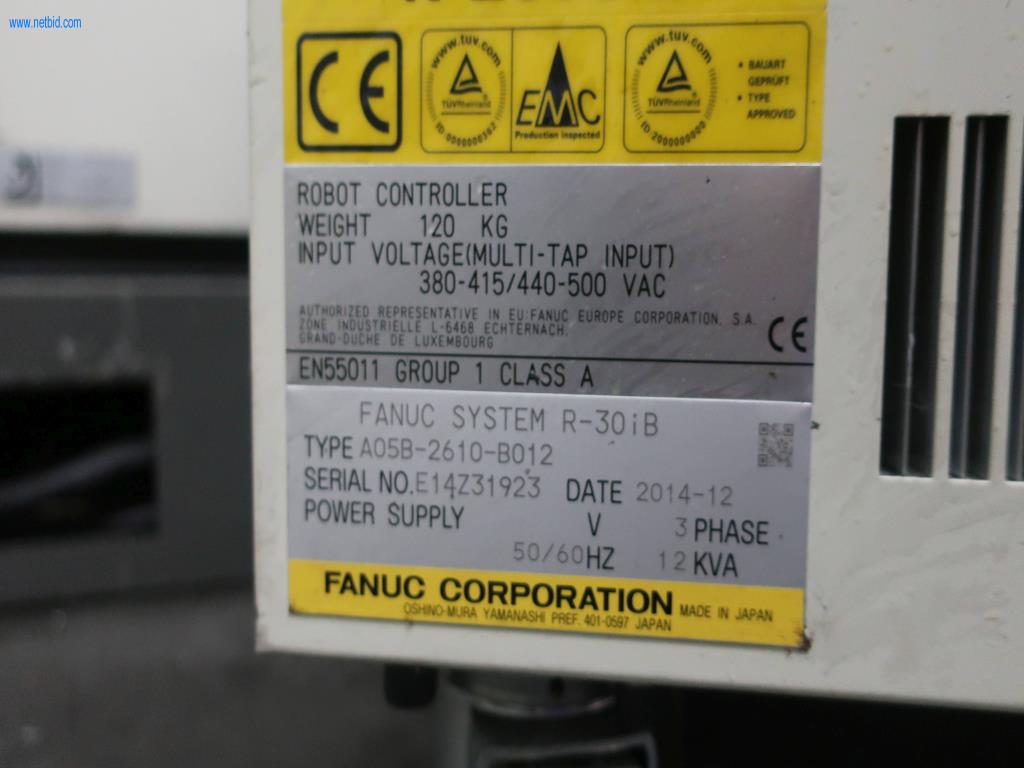 www.netbid.com
CE
www.tuv.com
TÜVRheinland
ID:0000000362
EMC
Production inspected
www.tuv.com
TÜVRheinland
ID:2000000000
• BAUART
GEPRÜFT
• TYPE
APPROVED
ROBOT CONTROLLER
WEIGHT 120 KG
INPUT VOLTAGE(MULTI-TAP INPUT)
380-415/440-500 VAC
AUTHORIZED REPRESENTATIVE IN EU:FANUC EUROPE CORPORATION, S.A.
ZONE INDUSTRIELLE L-6468 ECHTERNACH,
GRAND-DUCHE DE LUXEMBOURG
CE
EN55011 GROUP 1 CLASS A
FANUC SYSTEM R-30iB
TYPE A05B-2610-B012
SERIAL NO.E14Z31923 DATE 2014-12
POWER SUPPLY V 3 PHASE
50/60HZ 12 KVA
FANUC CORPORATION MADE IN JAPAN
OSHINO-MURA YAMANASHI PREF. 401-0597 JAPAN